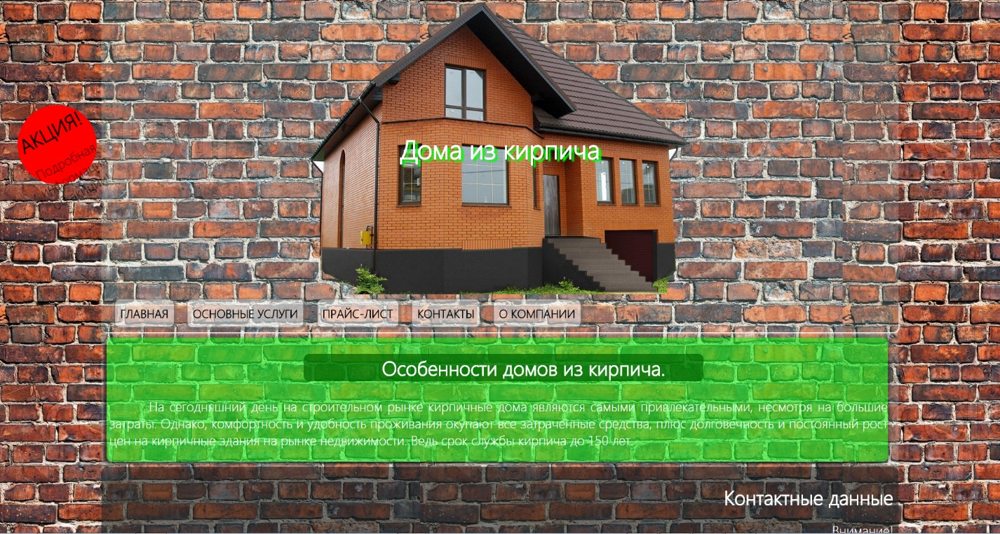 АКЦИЯ!
Подробная
Дома из кирпича
ГЛАВНАЯ
ОСНОВНЫЕ УСЛУГИ
ПРАЙС-ЛИСТ
КОНТАКТЫ
О КОМПАНИИ
Особенности домов из кирпича.
На сегодняшний день на строительном рынке кирпичные дома являются самыми привлекательными, несмотря на большие
затраты. Однако, комфортность и удобность проживания окупают все затраченные средства, плюс долговечность и постоянный рост
цен на кирпичные здания на рынке недвижимости. Ведь срок службы кирпича до 150 лет.
Контактные данные
Внимание!